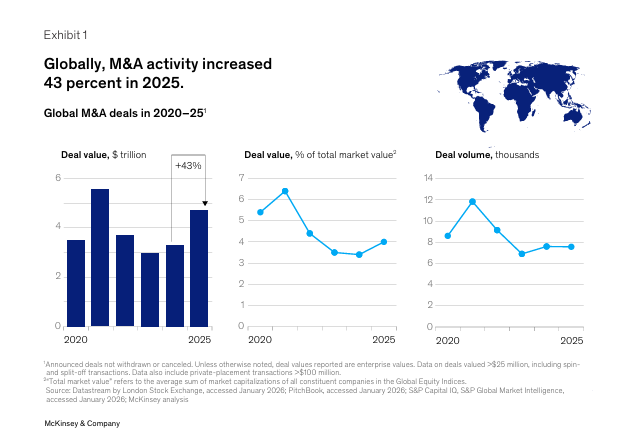 Exhibit 1
Globally, M&A activity increased
43 percent in 2025.
Global M&A deals in 2020–25¹
Deal value, $ trillion
+43%
6
4
2
0
2020
2025
Deal value, % of total market value²
7
6
5
4
3
2
1
0
2020
2025
Deal volume, thousands
14
12
10
8
6
4
2
0
2020
2025
¹Announced deals not withdrawn or canceled. Unless otherwise noted, deal values reported are enterprise values. Data on deals valued >$25 million, including spin-
and split-off transactions. Data also include private-placement transactions >$100 million.
²"Total market value" refers to the average sum of market capitalizations of all constituent companies in the Global Equity Indices.
Source: Datastream by London Stock Exchange, accessed January 2026; PitchBook, accessed January 2026; S&P Capital IQ, S&P Global Market Intelligence,
accessed January 2026; McKinsey analysis
McKinsey & Company